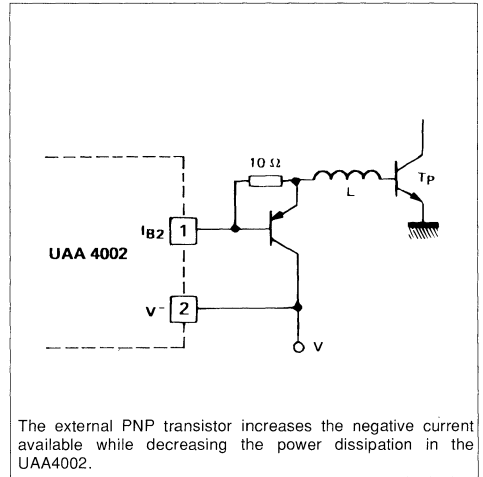 10 Ω
L
TP
IB2
1
UAA 4002
V-
2
V
The external PNP transistor increases the negative current
available while decreasing the power dissipation in the
UAA4002.